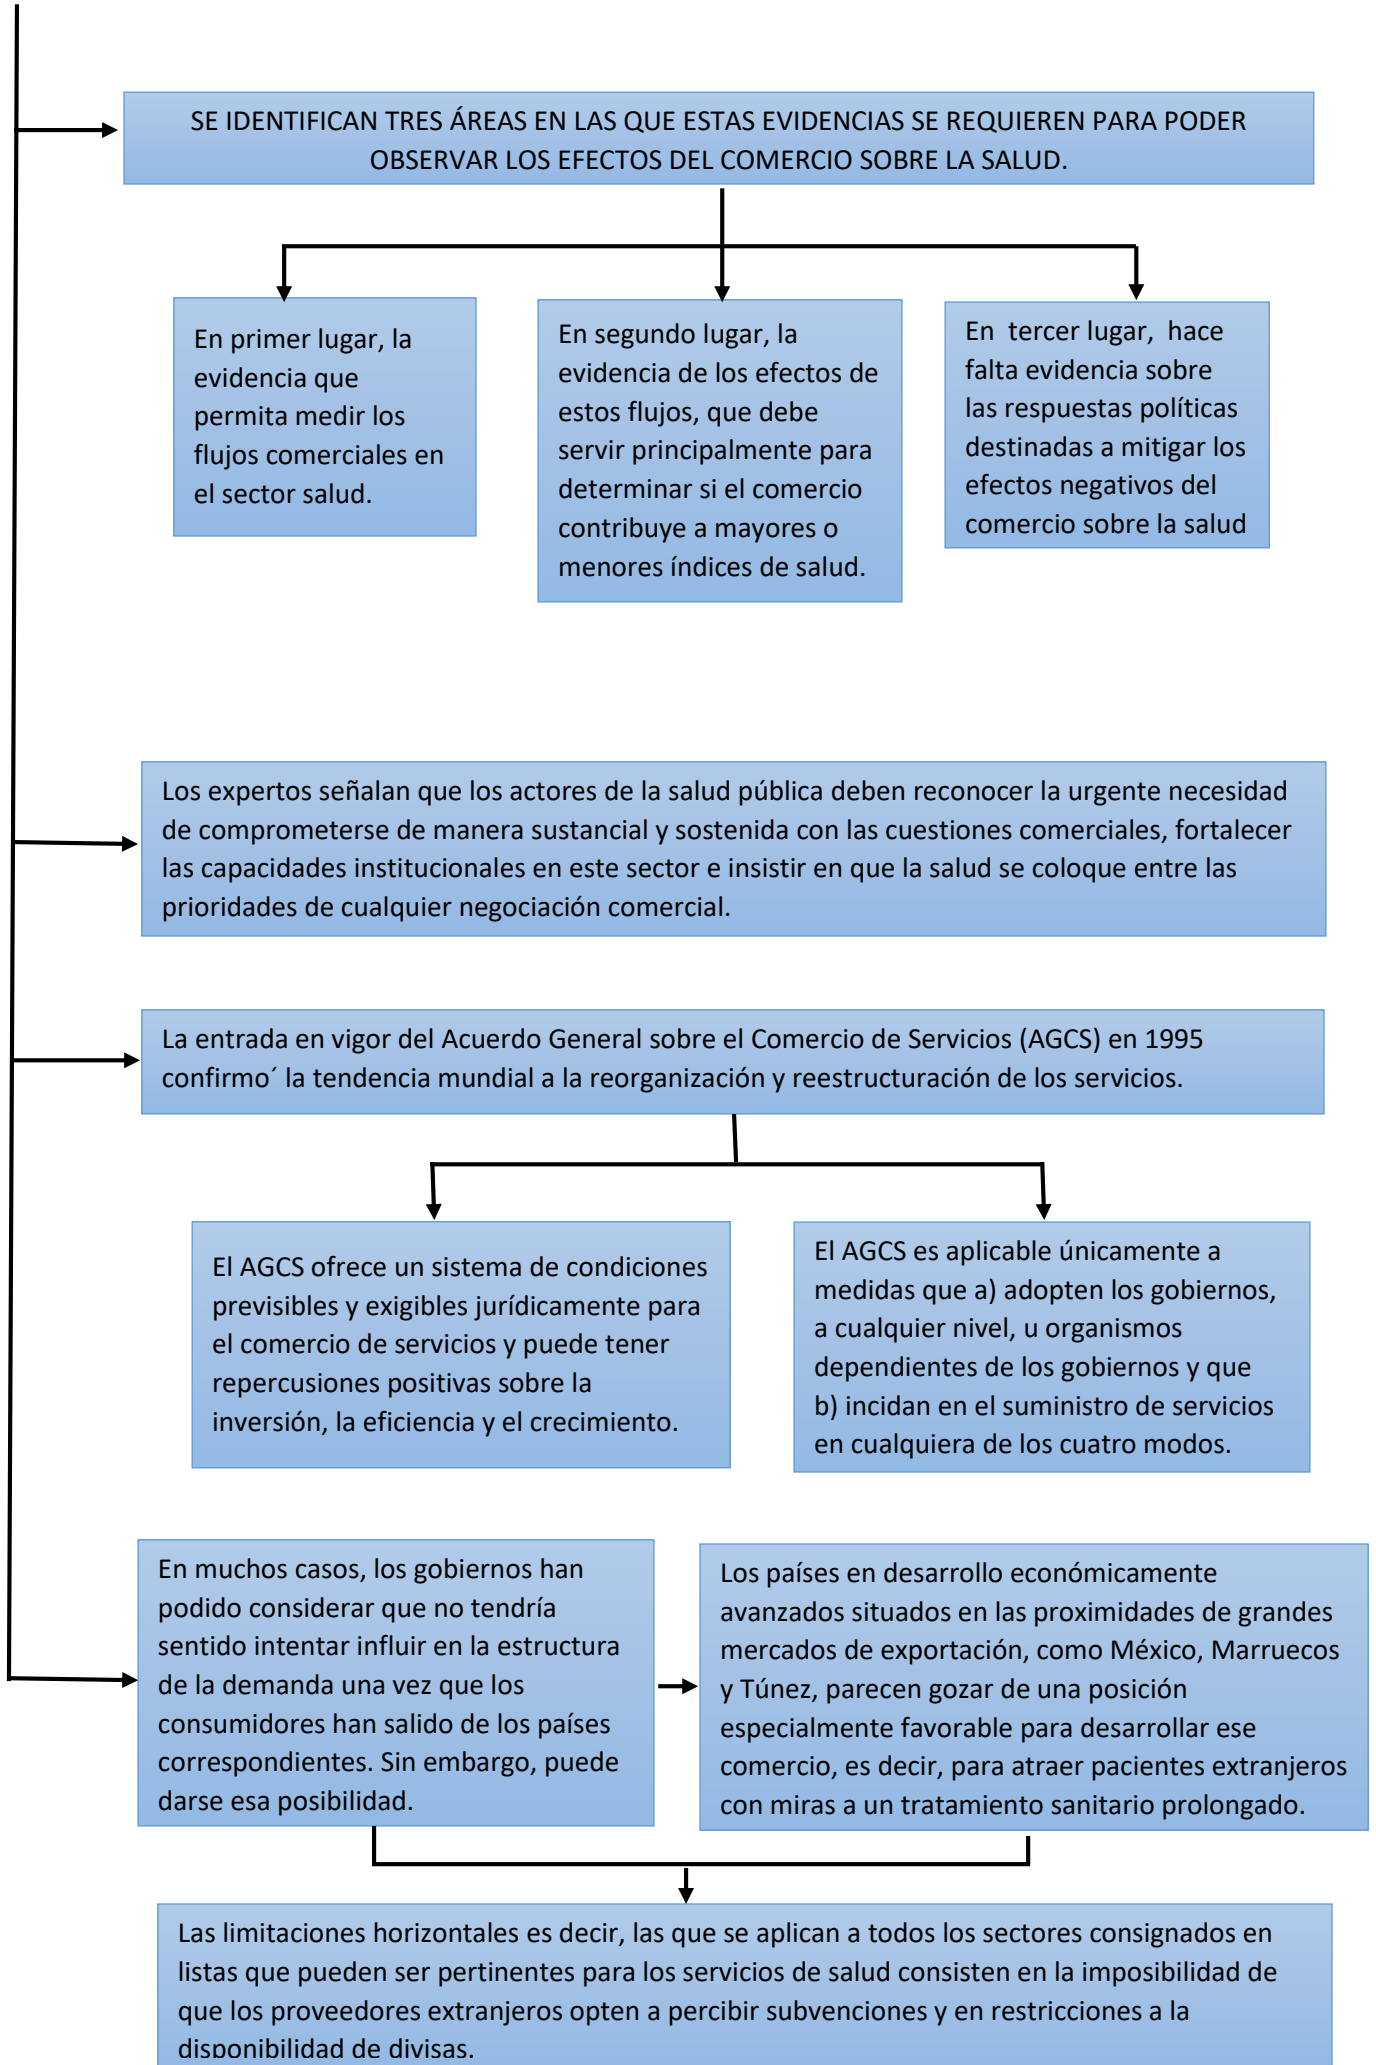 SE IDENTIFICAN TRES ÁREAS EN LAS QUE ESTAS EVIDENCIAS SE REQUIEREN PARA PODER
OBSERVAR LOS EFECTOS DEL COMERCIO SOBRE LA SALUD.
En primer lugar, la
evidencia que
permita medir los
flujos comerciales en
el sector salud.
En segundo lugar, la
evidencia de los efectos de
estos flujos, que debe
servir principalmente para
determinar si el comercio
contribuye a mayores o
menores índices de salud.
En  tercer lugar,  hace
falta evidencia sobre
las respuestas políticas
destinadas a mitigar los
efectos negativos del
comercio sobre la salud
Los expertos señalan que los actores de la salud pública deben reconocer la urgente necesidad
de comprometerse de manera sustancial y sostenida con las cuestiones comerciales, fortalecer
las capacidades institucionales en este sector e insistir en que la salud se coloque entre las
prioridades de cualquier negociación comercial.
La entrada en vigor del Acuerdo General sobre el Comercio de Servicios (AGCS) en 1995
confirmo´ la tendencia mundial a la reorganización y reestructuración de los servicios.
El AGCS ofrece un sistema de condiciones
previsibles y exigibles jurídicamente para
el comercio de servicios y puede tener
repercusiones positivas sobre la
inversión, la eficiencia y el crecimiento.
El AGCS es aplicable únicamente a
medidas que a) adopten los gobiernos,
a cualquier nivel, u organismos
dependientes de los gobiernos y que
b) incidan en el suministro de servicios
en cualquiera de los cuatro modos.
En muchos casos, los gobiernos han
podido considerar que no tendría
sentido intentar influir en la estructura
de la demanda una vez que los
consumidores han salido de los países
correspondientes. Sin embargo, puede
darse esa posibilidad.
Los países en desarrollo económicamente
avanzados situados en las proximidades de grandes
mercados de exportación, como México, Marruecos
y Túnez, parecen gozar de una posición
especialmente favorable para desarrollar ese
comercio, es decir, para atraer pacientes extranjeros
con miras a un tratamiento sanitario prolongado.
Las limitaciones horizontales es decir, las que se aplican a todos los sectores consignados en
listas que pueden ser pertinentes para los servicios de salud consisten en la imposibilidad de
que los proveedores extranjeros opten a percibir subvenciones y en restricciones a la
disponibilidad de divisas.